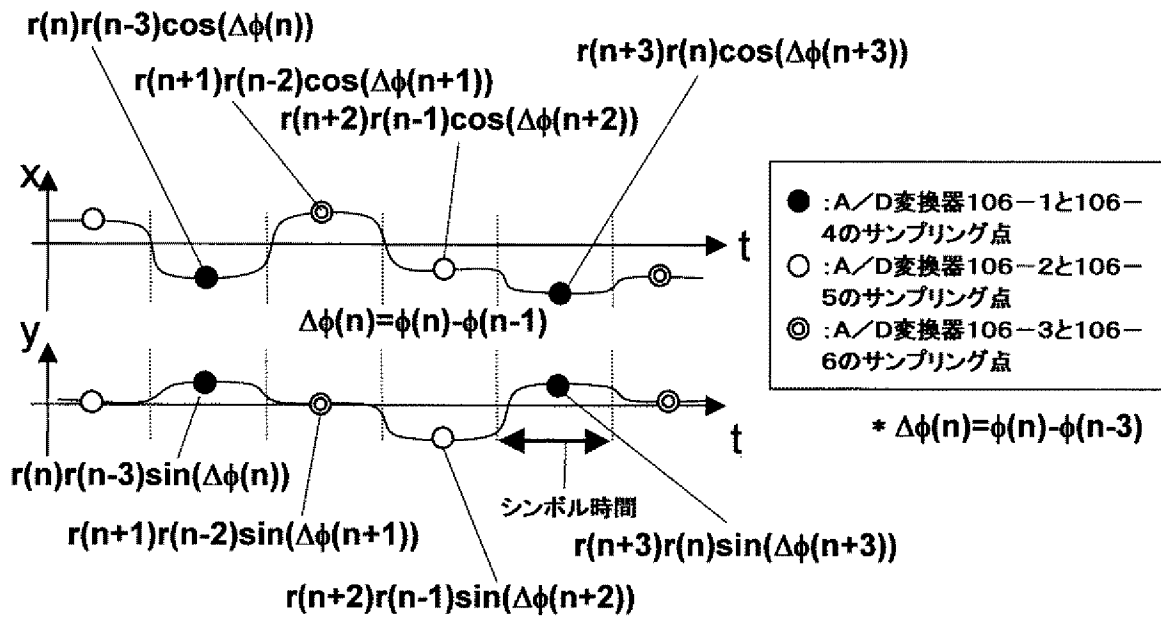 r(n)r(n-3)cos(Δϕ(n))
r(n+1)r(n-2)cos(Δϕ(n+1))
r(n+2)r(n-1)cos(Δϕ(n+2))
r(n+3)r(n)cos(Δϕ(n+3))
x
t
Δϕ(n)=ϕ(n)-ϕ(n-1)
y
t
シンボル時間
r(n)r(n-3)sin(Δϕ(n))
r(n+1)r(n-2)sin(Δϕ(n+1))
r(n+2)r(n-1)sin(Δϕ(n+2))
r(n+3)r(n)sin(Δϕ(n+3))
● :A/D変換器106-1と106-
4のサンプリング点
○ :A/D変換器106-2と106-
5のサンプリング点
◎ :A/D変換器106-3と106-
6のサンプリング点
* Δϕ(n)=ϕ(n)-ϕ(n-3)